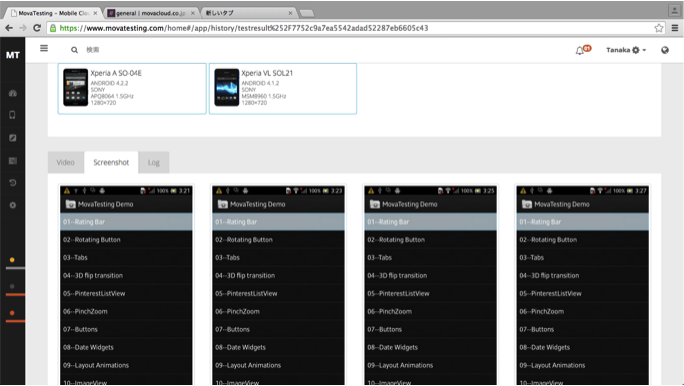 MovaTesting – Mobile Clou
general | movacloud.co.jp
新しいタブ
https://www.movatesting.com/home#/app/history/testresult%252F7752c9a7ea5542adad52287eb6605c43
MT
検索
Tanaka
Xperia A SO-04E
ANDROID 4.2.2
SONY
APQ8064 1.5GHz
1280×720
Xperia VL SOL21
ANDROID 4.1.2
SONY
MSM8960 1.5GHz
1280×720
Video
Screenshot
Log
100% 3:21
MovaTesting Demo
01--Rating Bar
02--Rotating Button
03--Tabs
04--3D flip transition
05--PinterestListView
06--PinchZoom
07--Buttons
08--Date Widgets
09--Layout Animations
10--ImageView
100% 3:23
MovaTesting Demo
01--Rating Bar
02--Rotating Button
03--Tabs
04--3D flip transition
05--PinterestListView
06--PinchZoom
07--Buttons
08--Date Widgets
09--Layout Animations
10--ImageView
100% 3:25
MovaTesting Demo
01--Rating Bar
02--Rotating Button
03--Tabs
04--3D flip transition
05--PinterestListView
06--PinchZoom
07--Buttons
08--Date Widgets
09--Layout Animations
10--ImageView
100% 3:27
MovaTesting Demo
01--Rating Bar
02--Rotating Button
03--Tabs
04--3D flip transition
05--PinterestListView
06--PinchZoom
07--Buttons
08--Date Widgets
09--Layout Animations
10--ImageView